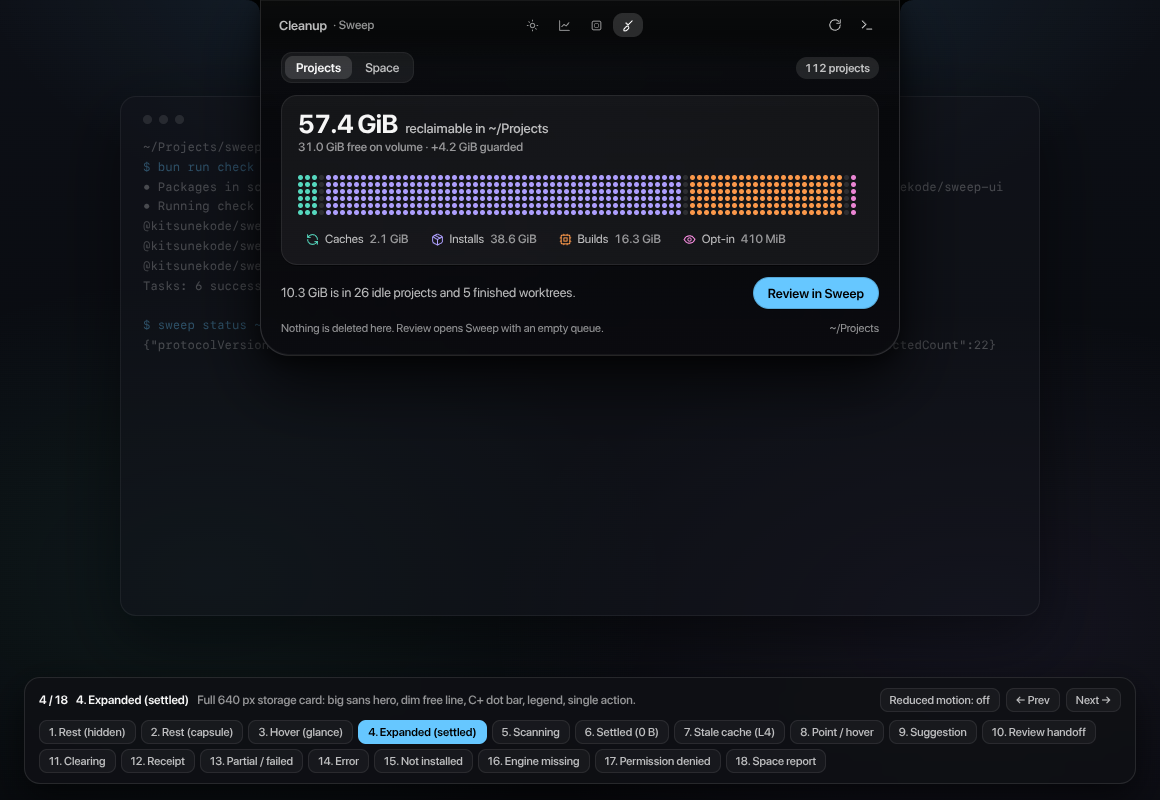 Cleanup · Sweep
Projects Space 112 projects
57.4 GiB reclaimable in ~/Projects
31.0 GiB free on volume · +4.2 GiB guarded
Caches 2.1 GiB Installs 38.6 GiB Builds 16.3 GiB Opt-in 410 MiB
10.3 GiB is in 26 idle projects and 5 finished worktrees. Review in Sweep
Nothing is deleted here. Review opens Sweep with an empty queue. ~/Projects
~/Projects/sweep
$ bun run check
• Packages in sc ekode/sweep-ui
• Running check
@kitsunekode/swe
@kitsunekode/swe
@kitsunekode/swe
Tasks: 6 success
$ sweep status ~
{"protocolVersion ctedCount":22}
4 / 18 4. Expanded (settled) Full 640 px storage card: big sans hero, dim free line, C+ dot bar, legend, single action. Reduced motion: off ← Prev Next →
1. Rest (hidden) 2. Rest (capsule) 3. Hover (glance) 4. Expanded (settled) 5. Scanning 6. Settled (0 B) 7. Stale cache (L4) 8. Point / hover 9. Suggestion 10. Review handoff
11. Clearing 12. Receipt 13. Partial / failed 14. Error 15. Not installed 16. Engine missing 17. Permission denied 18. Space report